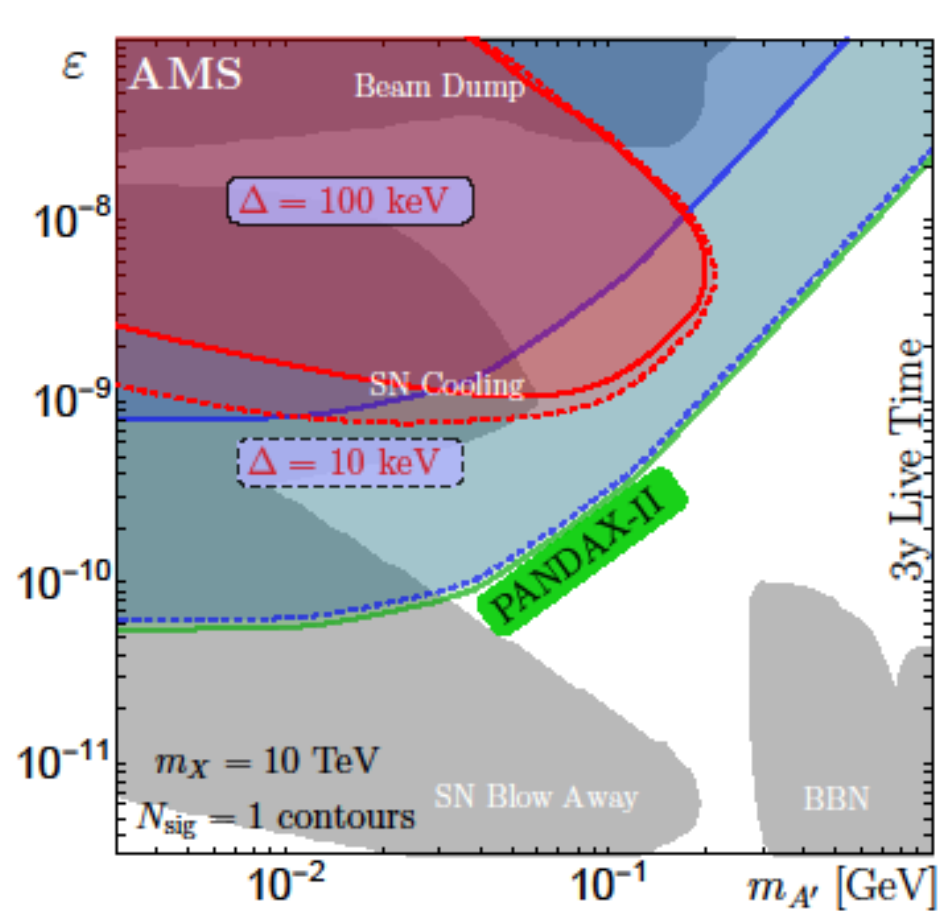 ε
AMS
Beam Dump
Δ = 100 keV
10⁻⁸
SN Cooling
10⁻⁹
Δ = 10 keV
3y Live Time
PANDAX-II
10⁻¹⁰
10⁻¹¹
m_X = 10 TeV
SN Blow Away
BBN
N_sig = 1 contours
10⁻² 10⁻¹ m_A′ [GeV]